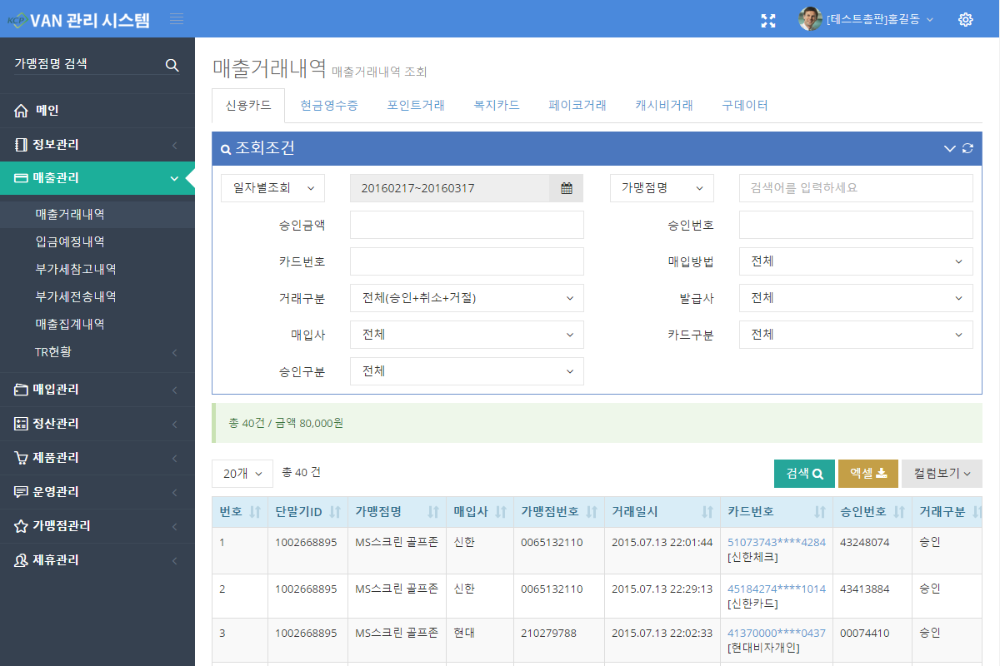 KCP VAN 관리 시스템
[테스트총판]홍길동
가맹점명 검색
메인
정보관리
매출관리
매출거래내역
입금예정내역
부가세참고내역
부가세전송내역
매출집계내역
TR현황
매입관리
정산관리
제품관리
운영관리
가맹점관리
제휴관리
매출거래내역 매출거래내역 조회
신용카드 현금영수증 포인트거래 복지카드 페이코거래 캐시비거래 구데이터
조회조건
일자별조회 20160217~20160317 가맹점명 검색어를 입력하세요
승인금액 승인번호
카드번호 매입방법 전체
거래구분 전체(승인+취소+거절) 발급사 전체
매입사 전체 카드구분 전체
승인구분 전체
총 40건 / 금액 80,000원
20개 총 40 건 검색 엑셀 컬럼보기
번호 단말기ID 가맹점명 매입사 가맹점번호 거래일시 카드번호 승인번호 거래구분
1 1002668895 MS스크린 골프존 신한 0065132110 2015.07.13 22:01:44 51073743****4284 43248074 승인
[신한체크]
2 1002668895 MS스크린 골프존 신한 0065132110 2015.07.13 22:29:13 45184274****1014 43413884 승인
[신한카드]
3 1002668895 MS스크린 골프존 현대 210279788 2015.07.13 22:02:33 41370000****0437 00074410 승인
[현대비자개인]